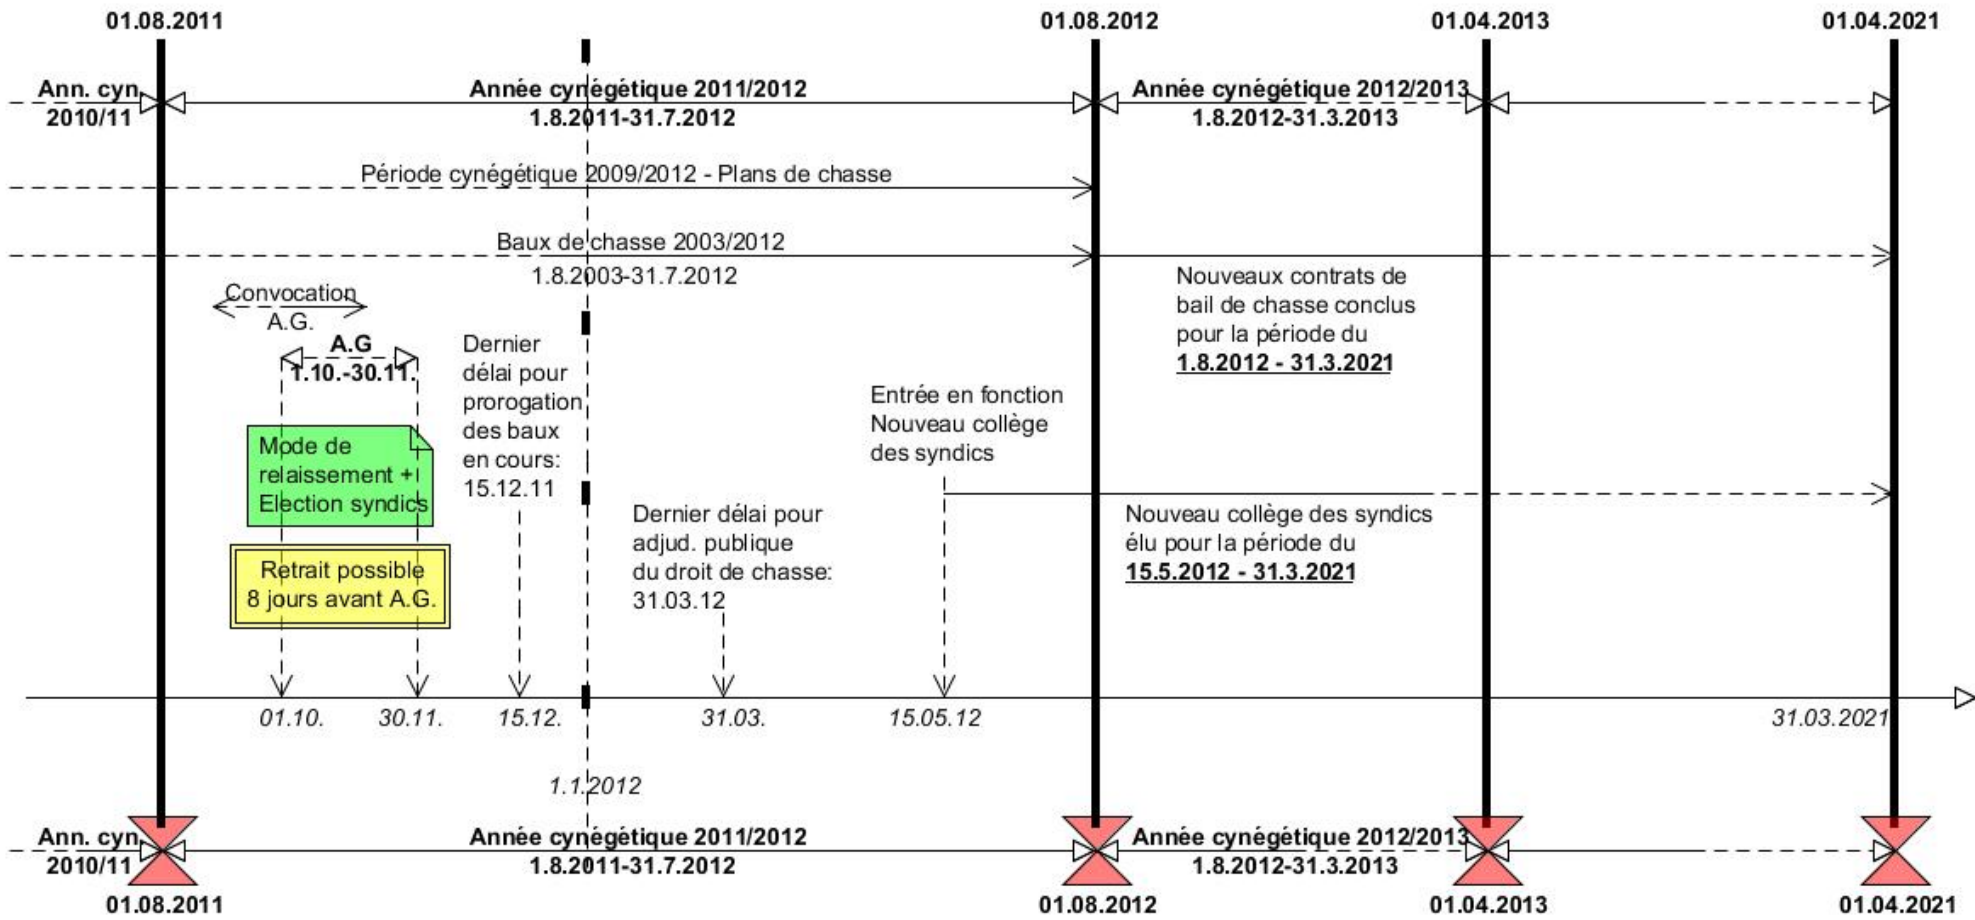 01.08.2011
01.08.2012
01.04.2013
01.04.2021
Ann. cyn.
2010/11
Année cynégétique 2011/2012
1.8.2011-31.7.2012
Année cynégétique 2012/2013
1.8.2012-31.3.2013
Période cynégétique 2009/2012 - Plans de chasse
Baux de chasse 2003/2012
1.8.2003-31.7.2012
Convocation
A.G.
A.G
1.10.-30.11.
Mode de
relaissement +
Election syndics
Retrait possible
8 jours avant A.G.
Dernier
délai pour
prorogation
des baux
en cours:
15.12.11
Dernier délai pour
adjud. publique
du droit de chasse:
31.03.12
Entrée en fonction
Nouveau collège
des syndics
Nouveaux contrats de
bail de chasse conclus
pour la période du
1.8.2012 - 31.3.2021
Nouveau collège des syndics
élu pour la période du
15.5.2012 - 31.3.2021
01.10.
30.11.
15.12.
31.03.
15.05.12
31.03.2021
1.1.2012
Ann. cyn.
2010/11
Année cynégétique 2011/2012
1.8.2011-31.7.2012
Année cynégétique 2012/2013
1.8.2012-31.3.2013
01.08.2011
01.08.2012
01.04.2013
01.04.2021